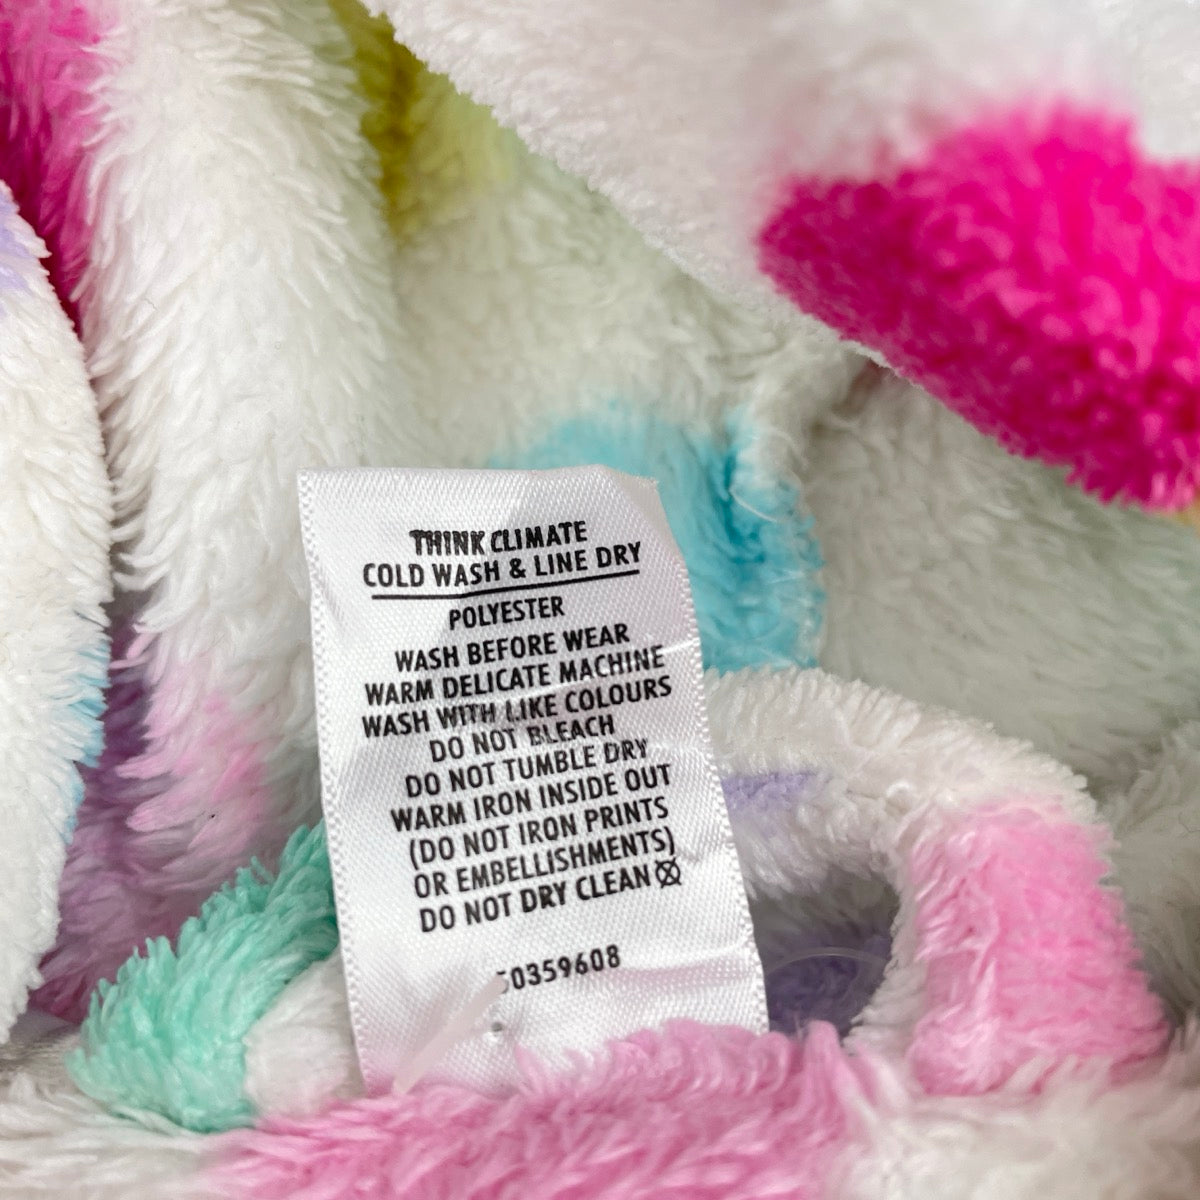 THINK CLIMATE
COLD WASH & LINE DRY
POLYESTER
WASH BEFORE WEAR
WARM DELICATE MACHINE
WASH WITH LIKE COLOURS
DO NOT BLEACH
DO NOT TUMBLE DRY
WARM IRON INSIDE OUT
(DO NOT IRON PRINTS
OR EMBELLISHMENTS)
DO NOT DRY CLEAN
0359608